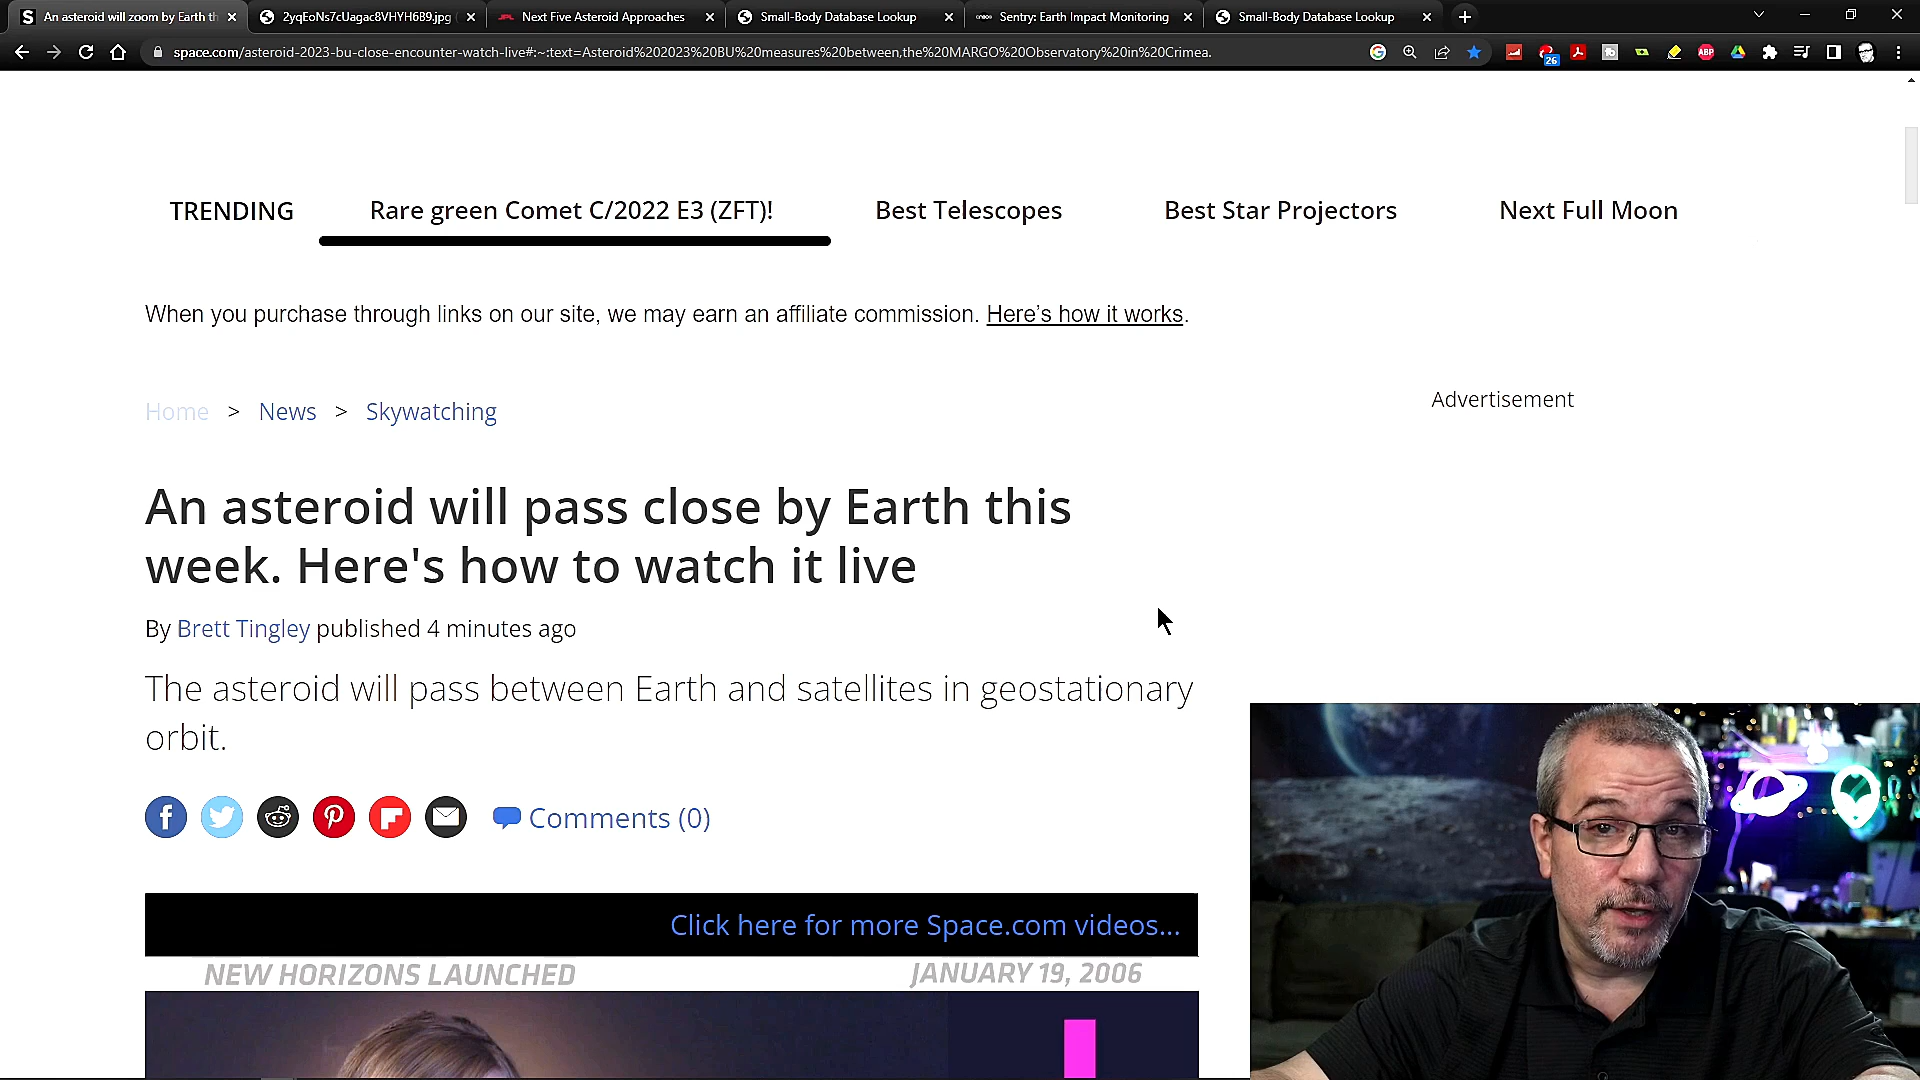 An asteroid will zoom by Earth th
2yqEoNs7cUagac8VHYH6B9.jpg
Next Five Asteroid Approaches
Small-Body Database Lookup
Sentry: Earth Impact Monitoring
Small-Body Database Lookup
space.com/asteroid-2023-bu-close-encounter-watch-live#:~:text=Asteroid%202023%20BU%20measures%20between,the%20MARGO%20Observatory%20in%20Crimea.
26
ABP
TRENDING
Rare green Comet C/2022 E3 (ZFT)!
Best Telescopes
Best Star Projectors
Next Full Moon
When you purchase through links on our site, we may earn an affiliate commission. Here’s how it works.
Home > News > Skywatching
Advertisement
An asteroid will pass close by Earth this
week. Here's how to watch it live
By Brett Tingley published 4 minutes ago
The asteroid will pass between Earth and satellites in geostationary
orbit.
Comments (0)
Click here for more Space.com videos...
NEW HORIZONS LAUNCHED
JANUARY 19, 2006